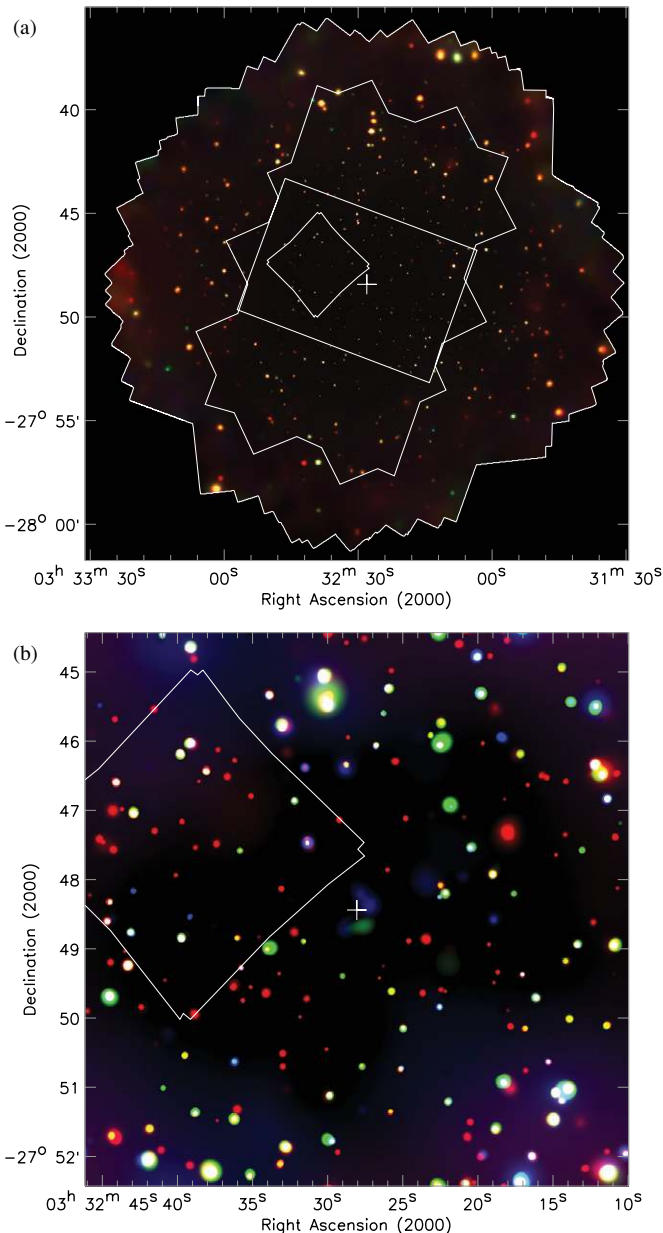 (a)
40
45
50
−27° 55'
−28° 00'
Declination (2000)
03ʰ 33ᵐ 30ˢ 00ˢ 32ᵐ 30ˢ 00ˢ 31ᵐ 30ˢ
Right Ascension (2000)
(b)
45
46
47
48
49
50
51
−27° 52'
Declination (2000)
03ʰ 32ᵐ 45ˢ 40ˢ 35ˢ 30ˢ 25ˢ 20ˢ 15ˢ 10ˢ
Right Ascension (2000)